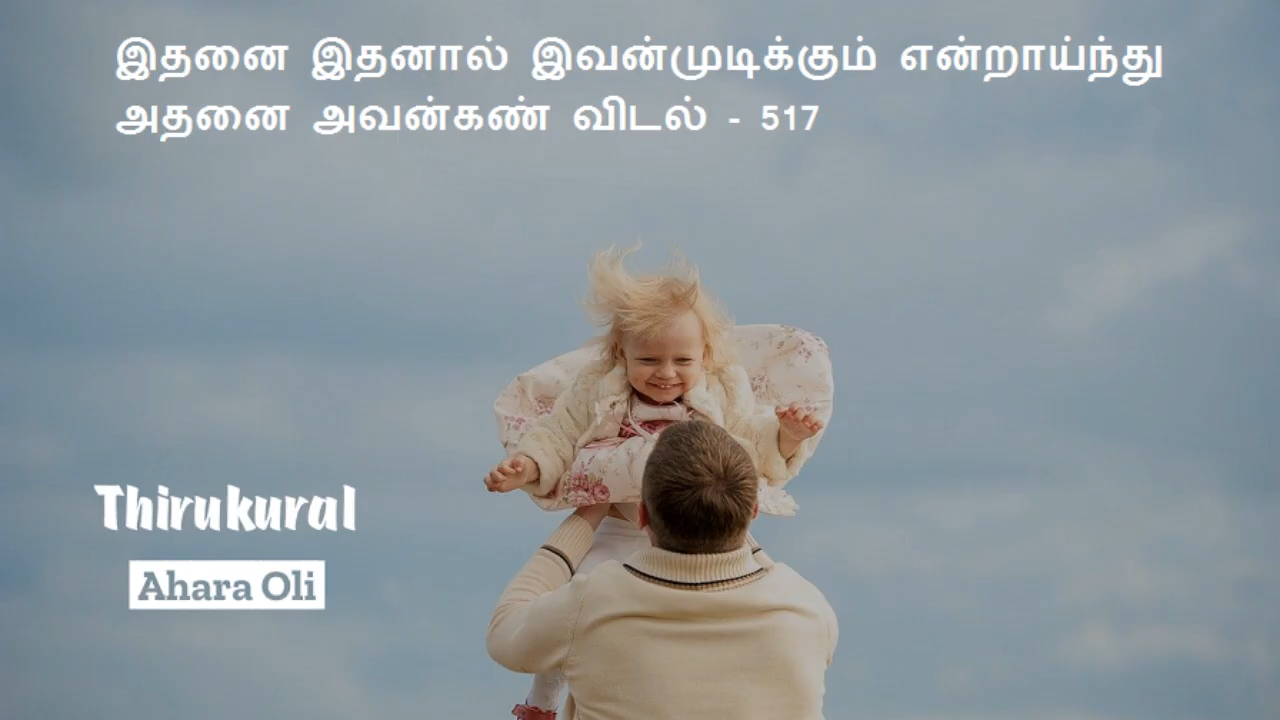 இதனை இதனால் இவன்முடிக்கும் என்றாய்ந்து
அதனை அவன்கண் விடல் - 517
Thirukural
Ahara Oli